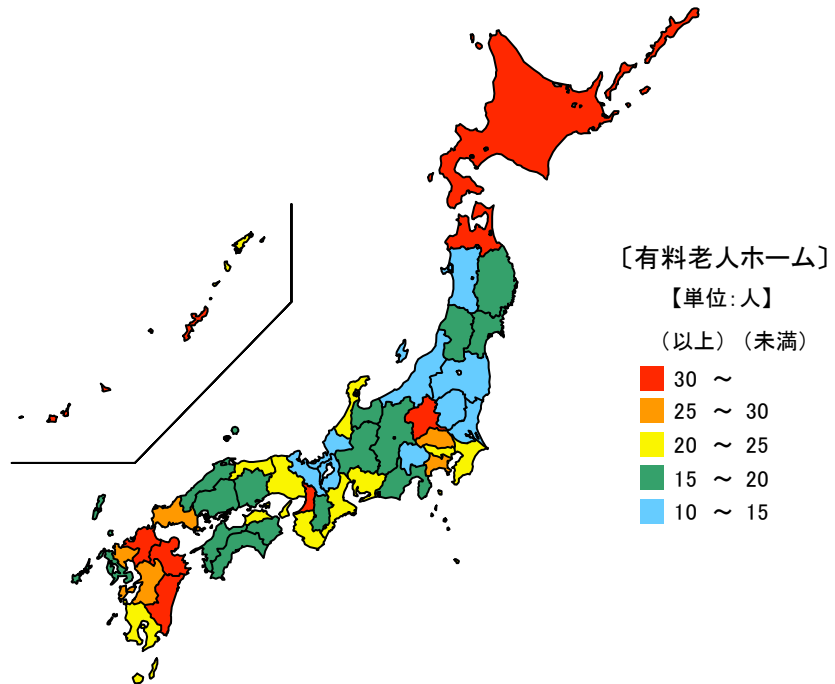 〔有料老人ホーム〕
【単位:人】
(以上) (未満)
30 ～
25 ～ 30
20 ～ 25
15 ～ 20
10 ～ 15